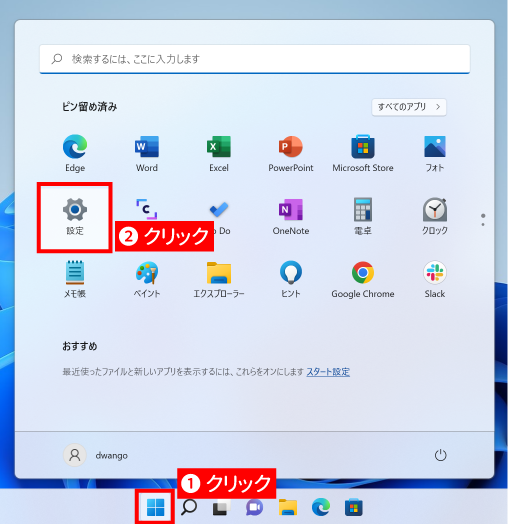 検索するには、ここに入力します
ピン留め済み
すべてのアプリ >
Edge
Word
Excel
PowerPoint
Microsoft Store
フォト
設定
❷ クリック
Do
OneNote
電卓
クロック
メモ帳
ペイント
エクスプローラー
ヒント
Google Chrome
Slack
おすすめ
最近使ったファイルと新しいアプリを表示するには、これらをオンにします スタート設定
dwango
❶ クリック